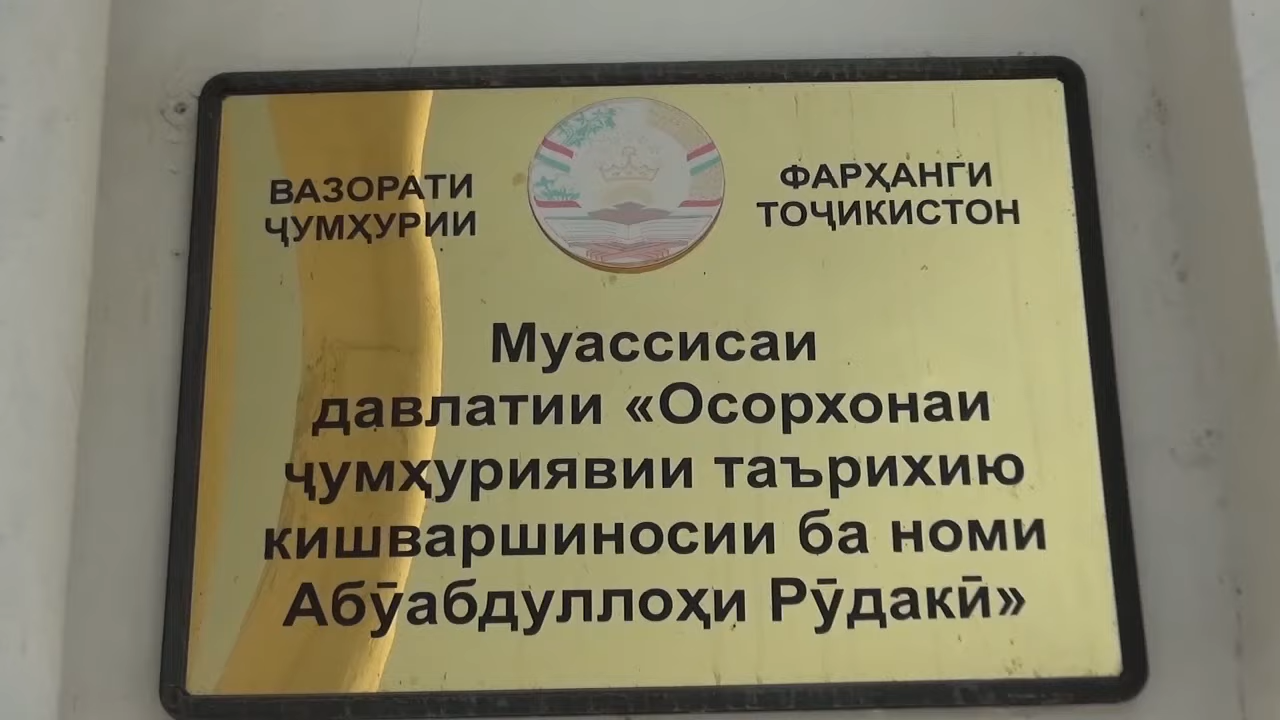 ВАЗОРАТИ ФАРҲАНГИ
ҶУМҲУРИИ ТОҶИКИСТОН
Муассисаи
давлатии «Осорхонаи
ҷумҳуриявии таърихию
кишваршиносии ба номи
Абӯабдуллоҳи Рӯдакӣ»